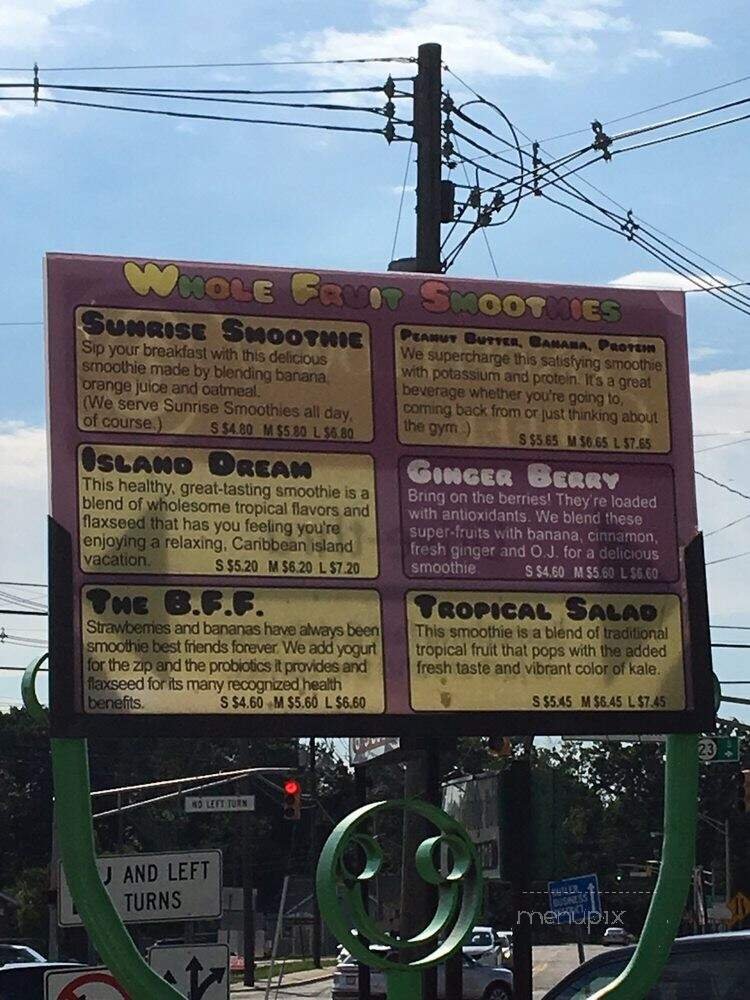 WHOLE FRUIT SMOOTHIES
SUNRISE SMOOTHIE
Sip your breakfast with this delicious
smoothie made by blending banana,
orange juice and oatmeal.
(We serve Sunrise Smoothies all day,
of course.)
S $4.80 M $5.80 L $6.80
PEANUT BUTTER, BANANA, PROTEIN
We supercharge this satisfying smoothie
with potassium and protein. It's a great
beverage whether you're going to,
coming back from or just thinking about
the gym :)
S $5.65 M $6.65 L $7.65
ISLAND DREAM
This healthy, great-tasting smoothie is a
blend of wholesome tropical flavors and
flaxseed that has you feeling you're
enjoying a relaxing, Caribbean island
vacation.
S $5.20 M $6.20 L $7.20
GINGER BERRY
Bring on the berries! They're loaded
with antioxidants. We blend these
super-fruits with banana, cinnamon,
fresh ginger and O.J. for a delicious
smoothie.
S $4.60 M $5.60 L $6.60
THE B.F.F.
Strawberries and bananas have always been
smoothie best friends forever. We add yogurt
for the zip and the probiotics it provides and
flaxseed for its many recognized health
benefits.
S $4.60 M $5.60 L $6.60
TROPICAL SALAD
This smoothie is a blend of traditional
tropical fruit that pops with the added
fresh taste and vibrant color of kale.
S $5.45 M $6.45 L $7.45
23
NO LEFT TURN
U AND LEFT
TURNS
BUSINESS
menupix